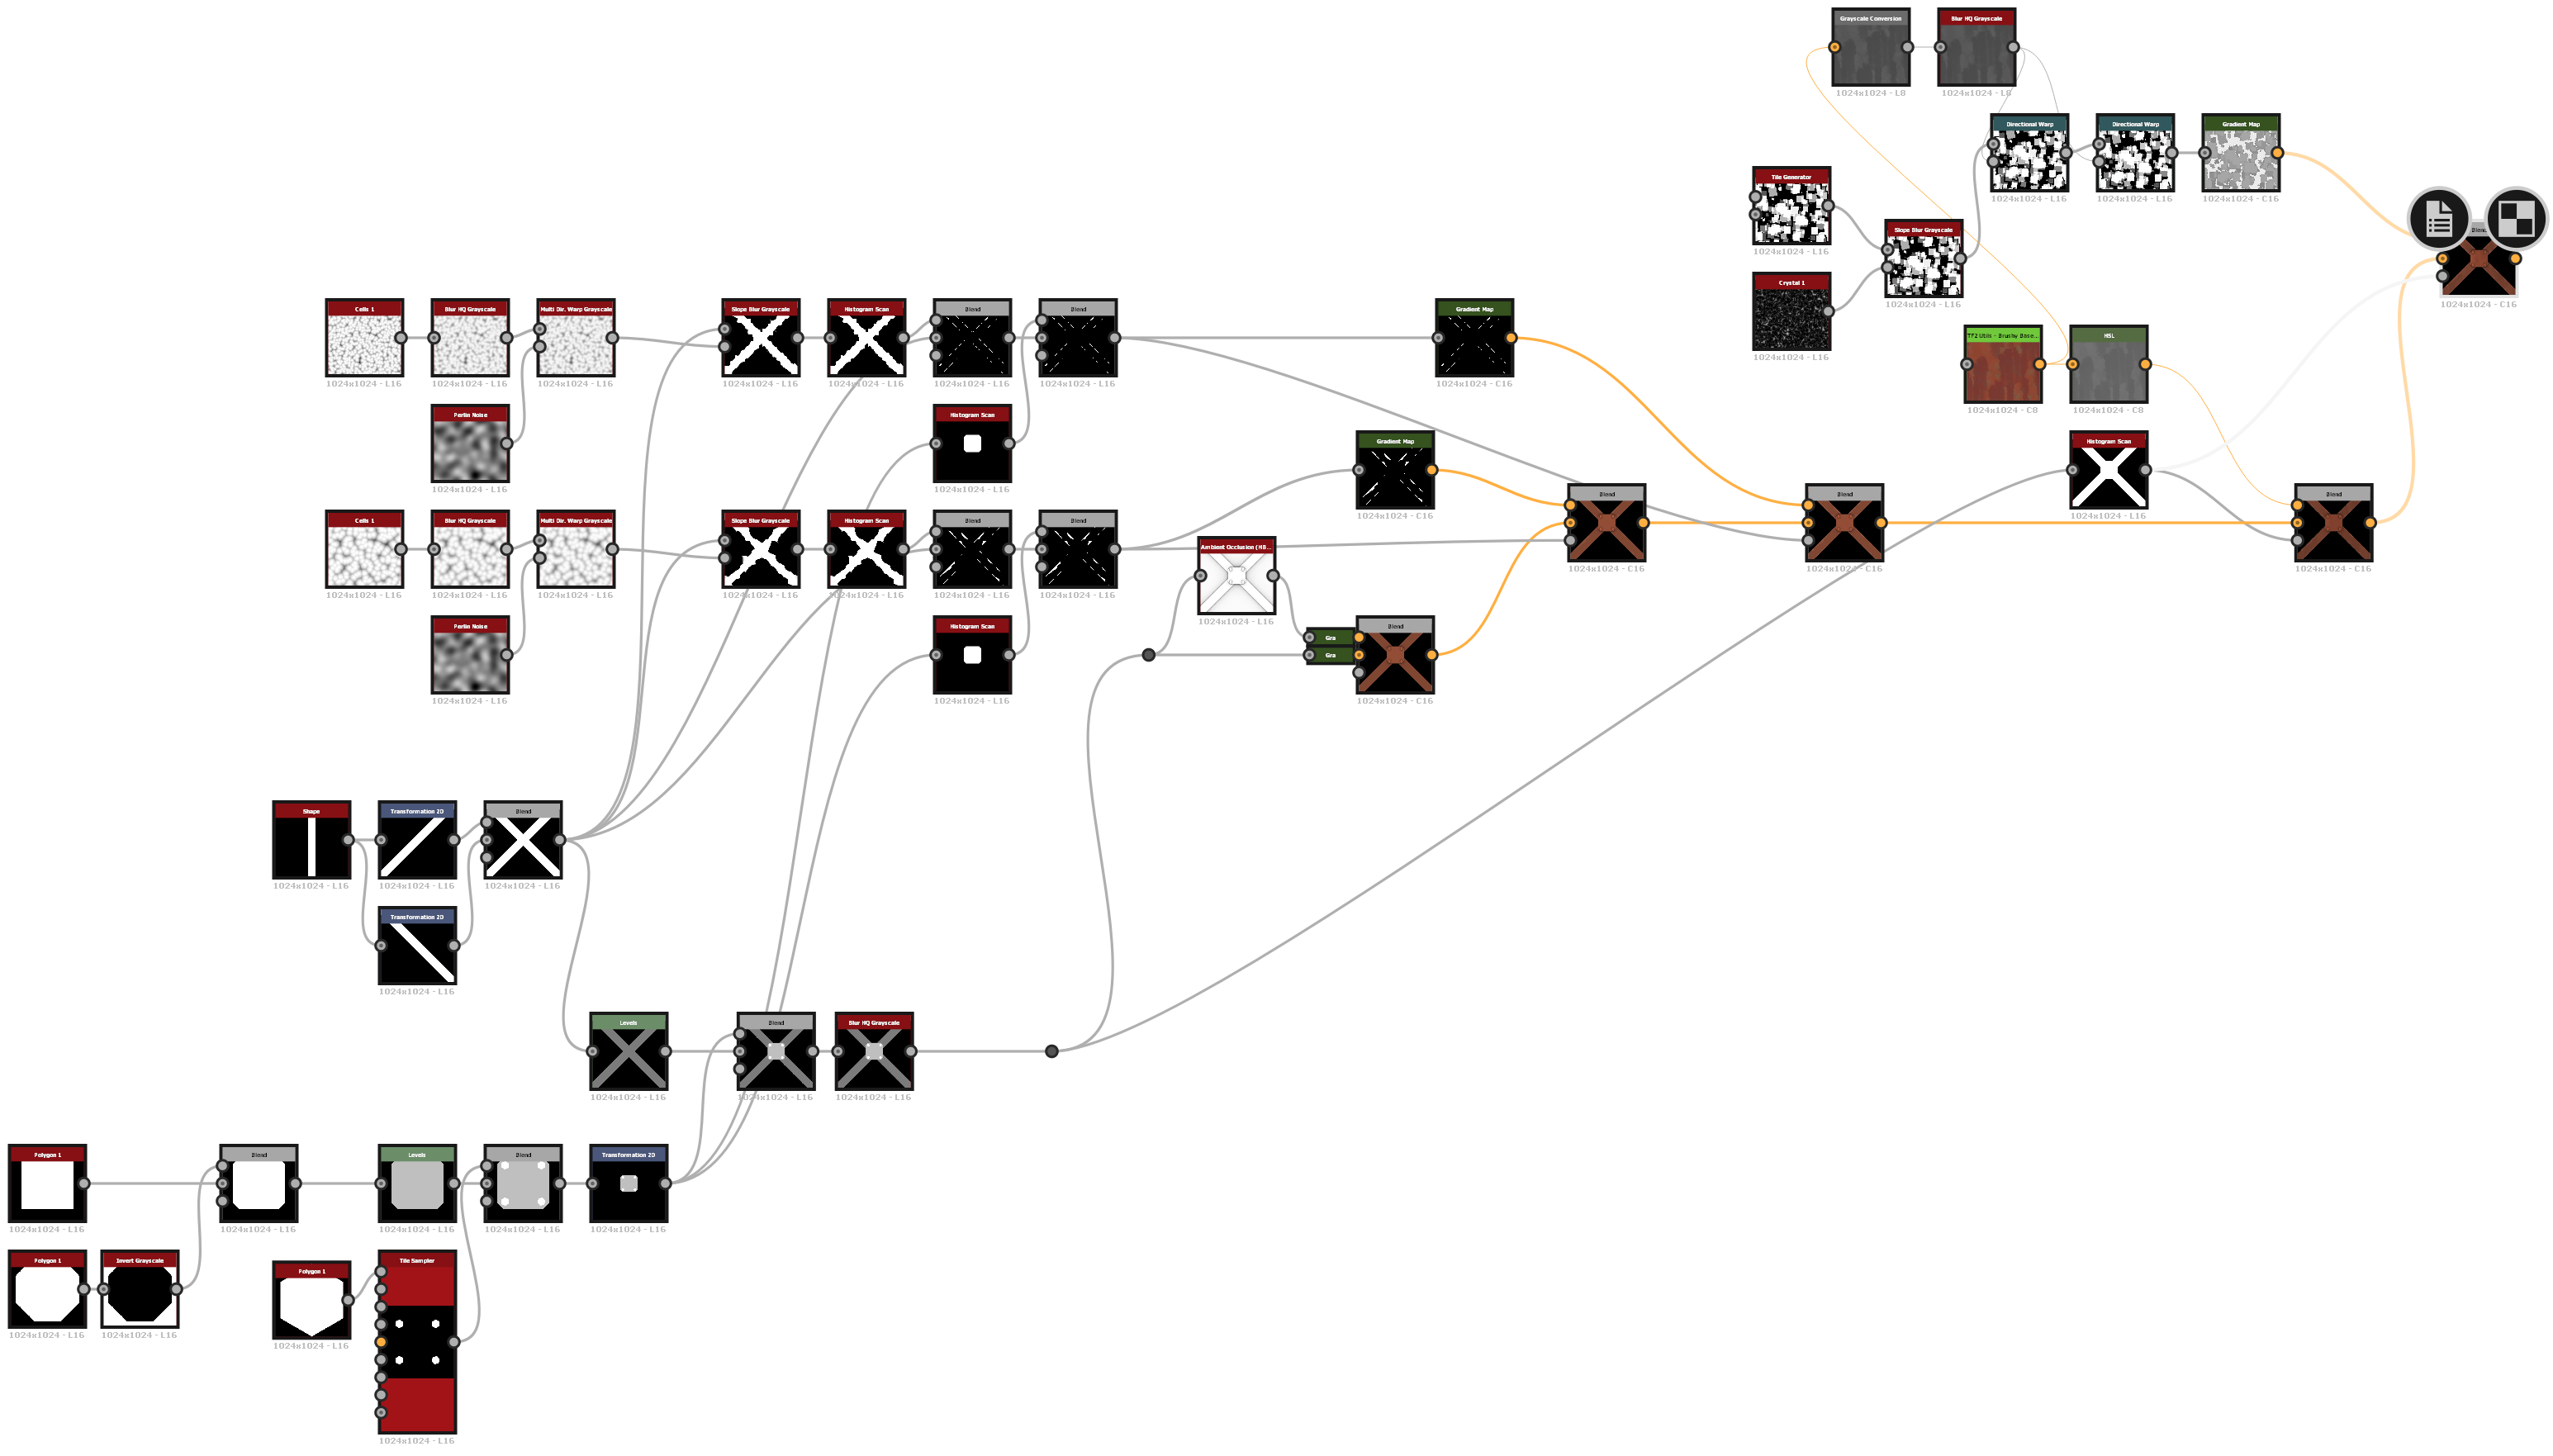 Grayscale Conversion
1024x1024 - L8
Blur HQ Grayscale
1024x1024 - L8
Directional Warp
1024x1024 - L16
Directional Warp
1024x1024 - L16
Gradient Map
1024x1024 - C16
Tile Generator
1024x1024 - L16
Slope Blur Grayscale
1024x1024 - L16
Blend
1024x1024 - C16
Crystal 1
1024x1024 - L16
Cells 1
1024x1024 - L16
Blur HQ Grayscale
1024x1024 - L16
Multi Dir. Warp Grayscale
1024x1024 - L16
Slope Blur Grayscale
1024x1024 - L16
Histogram Scan
1024x1024 - L16
Blend
1024x1024 - L16
Blend
1024x1024 - L16
Gradient Map
1024x1024 - C16
TF2 Utils - Brushy Base...
1024x1024 - C8
HSL
1024x1024 - C8
Perlin Noise
1024x1024 - L16
Histogram Scan
1024x1024 - L16
Gradient Map
1024x1024 - C16
Histogram Scan
1024x1024 - L16
Cells 1
1024x1024 - L16
Blur HQ Grayscale
1024x1024 - L16
Multi Dir. Warp Grayscale
1024x1024 - L16
Slope Blur Grayscale
1024x1024 - L16
Histogram Scan
1024x1024 - L16
Blend
1024x1024 - L16
Blend
1024x1024 - L16
Ambient Occlusion (HB...
1024x1024 - L16
Blend
1024x1024 - C16
Blend
1024x1024 - C16
Blend
1024x1024 - C16
Perlin Noise
1024x1024 - L16
Histogram Scan
1024x1024 - L16
Gra
Gra
Blend
1024x1024 - C16
Shape
1024x1024 - L16
Transformation 2D
1024x1024 - L16
Blend
1024x1024 - L16
Transformation 2D
1024x1024 - L16
Levels
1024x1024 - L16
Blend
1024x1024 - L16
Blur HQ Grayscale
1024x1024 - L16
Polygon 1
1024x1024 - L16
Blend
1024x1024 - L16
Levels
1024x1024 - L16
Blend
1024x1024 - L16
Transformation 2D
1024x1024 - L16
Polygon 1
1024x1024 - L16
Invert Grayscale
1024x1024 - L16
Polygon 1
1024x1024 - L16
Tile Sampler
1024x1024 - L16